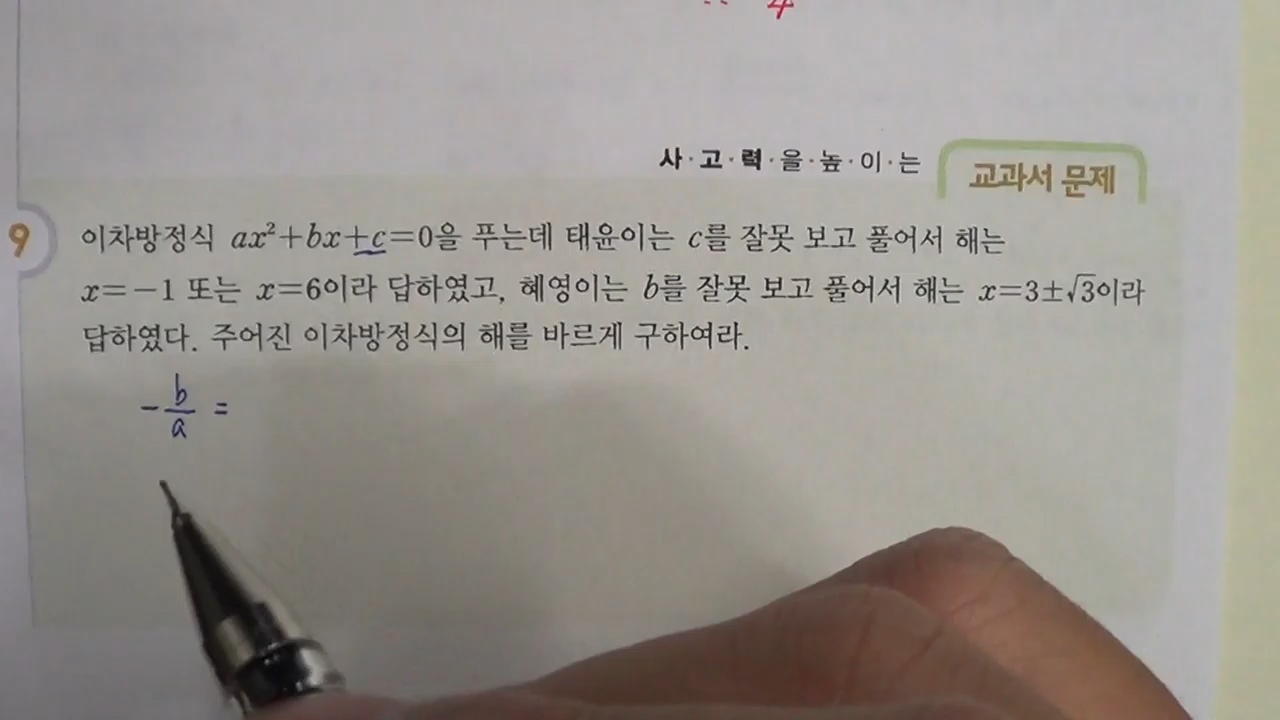 4
사·고·력·을·높·이·는
교과서 문제
9
이차방정식 ax²+bx+c=0을 푸는데 태윤이는 c를 잘못 보고 풀어서 해는
x=-1 또는 x=6이라 답하였고, 혜영이는 b를 잘못 보고 풀어서 해는 x=3±√3이라
답하였다. 주어진 이차방정식의 해를 바르게 구하여라.
-b/a =